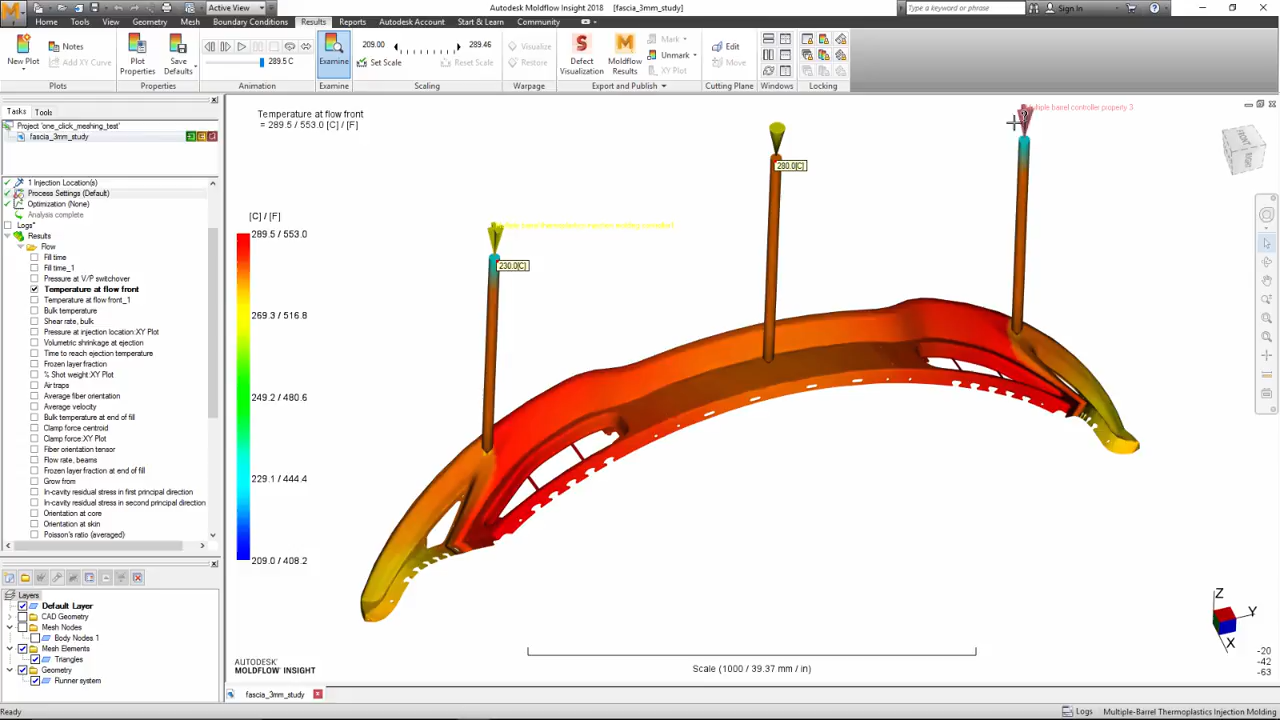 Active View
Autodesk Moldflow Insight 2018 [fascia_3mm_study]
Type a keyword or phrase
Sign In
Home Tools View Geometry Mesh Boundary Conditions Results Reports Autodesk Account Start & Learn Community
New Plot
Notes
Add XY Curve
Plot Properties
Save Defaults
289.5 C
Examine
209.00 289.46
Set Scale Reset Scale
Visualize
Restore
Defect Visualization
Moldflow Results
Mark
Unmark
XY Plot
Edit
Move
Plots Properties Animation Examine Scaling Warpage Export and Publish Cutting Plane Windows Locking
Tasks Tools
Project 'one_click_meshing_test'
fascia_3mm_study
1 Injection Location(s)
Process Settings (Default)
Optimization (None)
Analysis complete
Logs*
Results
Flow
Fill time
Fill time_1
Pressure at V/P switchover
Temperature at flow front
Temperature at flow front_1
Bulk temperature
Shear rate, bulk
Pressure at injection location:XY Plot
Volumetric shrinkage at ejection
Time to reach ejection temperature
Frozen layer fraction
% Shot weight:XY Plot
Air traps
Average fiber orientation
Average velocity
Bulk temperature at end of fill
Clamp force centroid
Clamp force:XY Plot
Fiber orientation tensor
Flow rate, beams
Frozen layer fraction at end of fill
Grow from
In-cavity residual stress in first principal direction
In-cavity residual stress in second principal direction
Orientation at core
Orientation at skin
Poisson's ratio (averaged)
Layers
Default Layer
CAD Geometry
Mesh Nodes
Body Nodes 1
Mesh Elements
Triangles
Geometry
Runner system
Temperature at flow front
= 289.5 / 553.0 [C] / [F]
[C] / [F]
289.5 / 553.0
269.3 / 516.8
249.2 / 480.6
229.1 / 444.4
209.0 / 408.2
280.0[C]
230.0[C]
barrel controller property 3
FRONT
Z
Y
X
-20
-42
-63
AUTODESK
MOLDFLOW INSIGHT
Scale (1000 / 39.37 mm / in)
fascia_3mm_study
Ready
Logs
Multiple-Barrel Thermoplastics Injection Molding